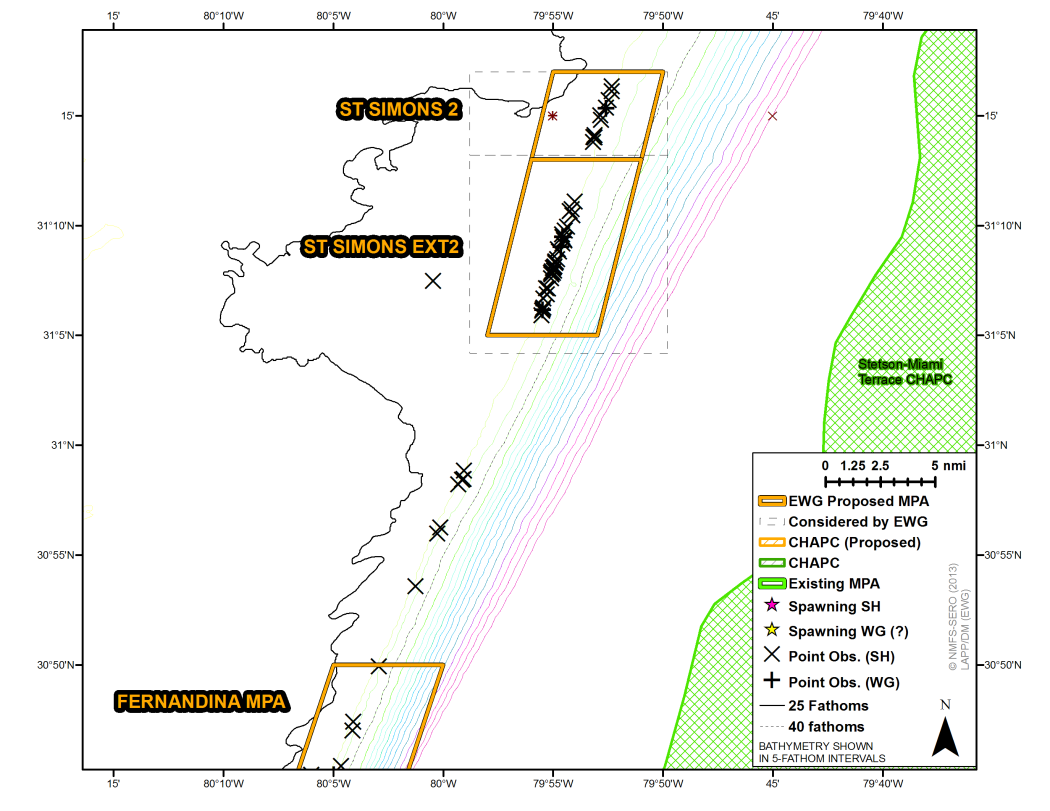 15'
80°10'W
80°5'W
80°W
79°55'W
79°50'W
45'
79°40'W
ST SIMONS 2
15'
15'
31°10'N
31°10'N
ST SIMONS EXT2
31°5'N
31°5'N
Stetson-Miami
Terrace CHAPC
31°N
31°N
0 1.25 2.5 5 nmi
EWG Proposed MPA
Considered by EWG
CHAPC (Proposed)
CHAPC
Existing MPA
Spawning SH
Spawning WG (?)
Point Obs. (SH)
Point Obs. (WG)
25 Fathoms
40 fathoms
BATHYMETRY SHOWN
IN 5-FATHOM INTERVALS
© NMFS-SERO (2013)
LAPP/DM (EWG)
N
30°55'N
30°55'N
30°50'N
30°50'N
FERNANDINA MPA
15'
80°10'W
80°5'W
80°W
79°55'W
79°50'W
45'
79°40'W